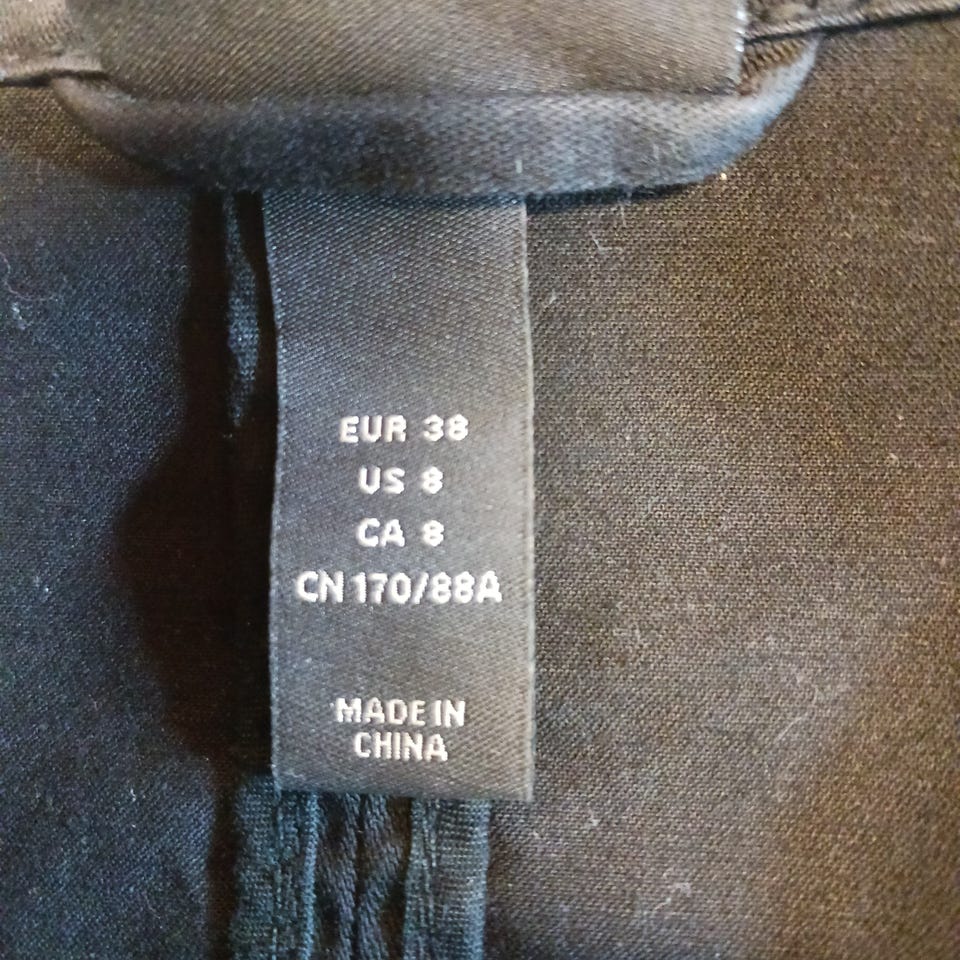 EUR 38
US 8
CA 8
CN 170/88A
MADE IN
CHINA